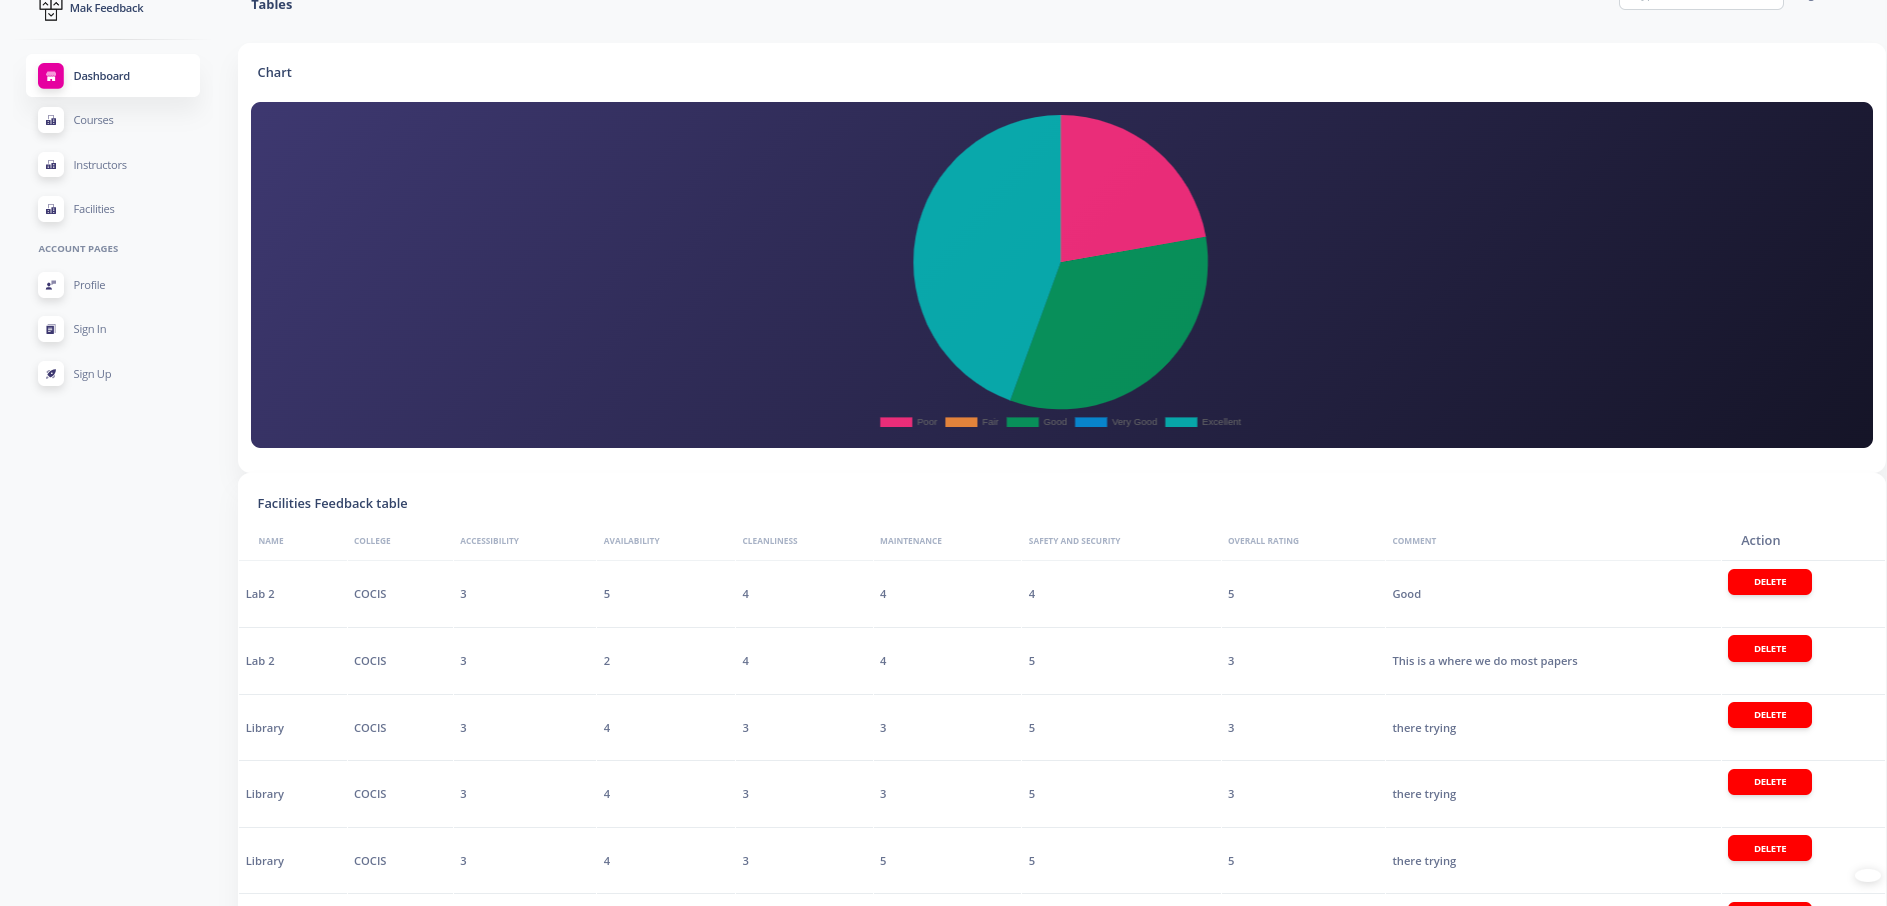 Mak Feedback
Tables
Dashboard
Courses
Instructors
Facilities
ACCOUNT PAGES
Profile
Sign In
Sign Up
Chart
Poor Fair Good Very Good Excellent
Facilities Feedback table
NAME COLLEGE ACCESSIBILITY AVAILABILITY CLEANLINESS MAINTENANCE SAFETY AND SECURITY OVERALL RATING COMMENT Action
Lab 2 COCIS 3 5 4 4 4 5 Good DELETE
Lab 2 COCIS 3 2 4 4 5 3 This is a where we do most papers DELETE
Library COCIS 3 4 3 3 5 3 there trying DELETE
Library COCIS 3 4 3 3 5 3 there trying DELETE
Library COCIS 3 4 3 5 5 5 there trying DELETE